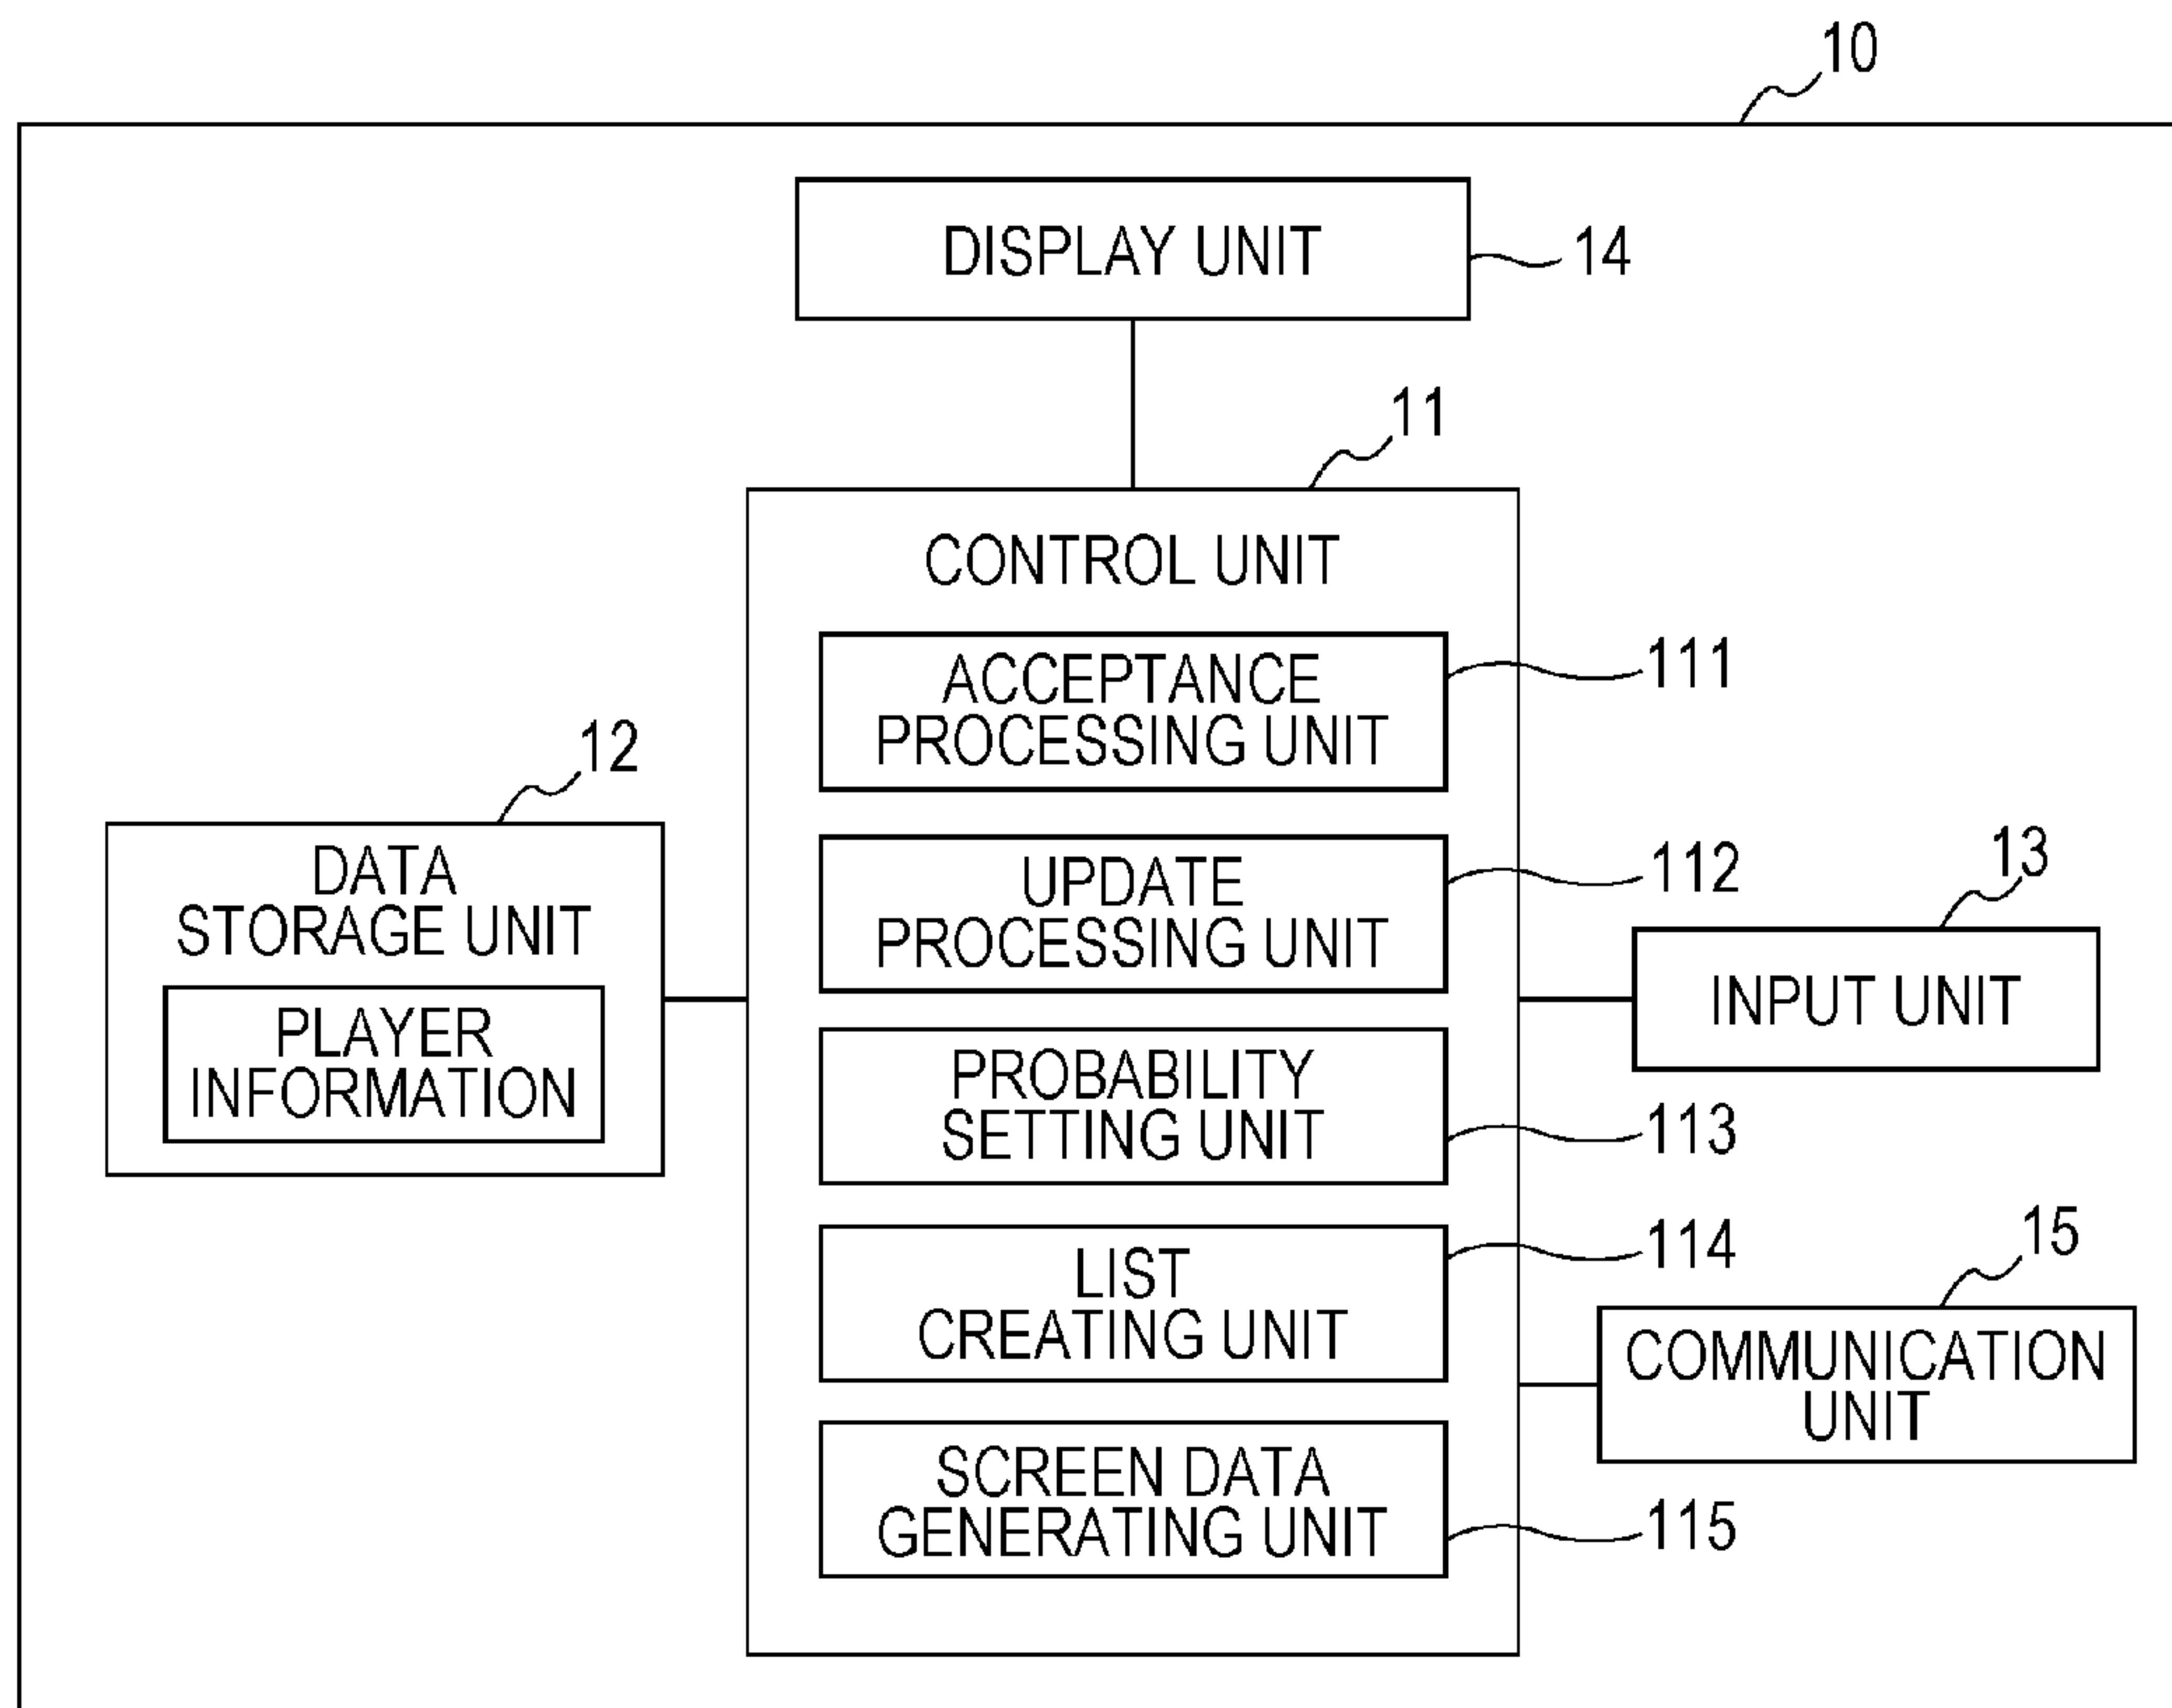 10
DISPLAY UNIT
14
11
CONTROL UNIT
ACCEPTANCE
PROCESSING UNIT
111
12
DATA
STORAGE UNIT
PLAYER
INFORMATION
UPDATE
PROCESSING UNIT
112
13
INPUT UNIT
PROBABILITY
SETTING UNIT
113
LIST
CREATING UNIT
114
15
COMMUNICATION
UNIT
SCREEN DATA
GENERATING UNIT
115